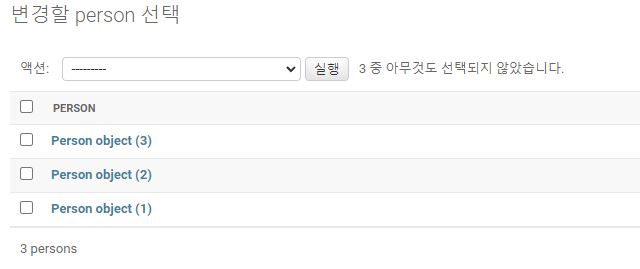 변경할 person 선택
액션: --------- 실행 3 중 아무것도 선택되지 않았습니다.
PERSON
Person object (3)
Person object (2)
Person object (1)
3 persons